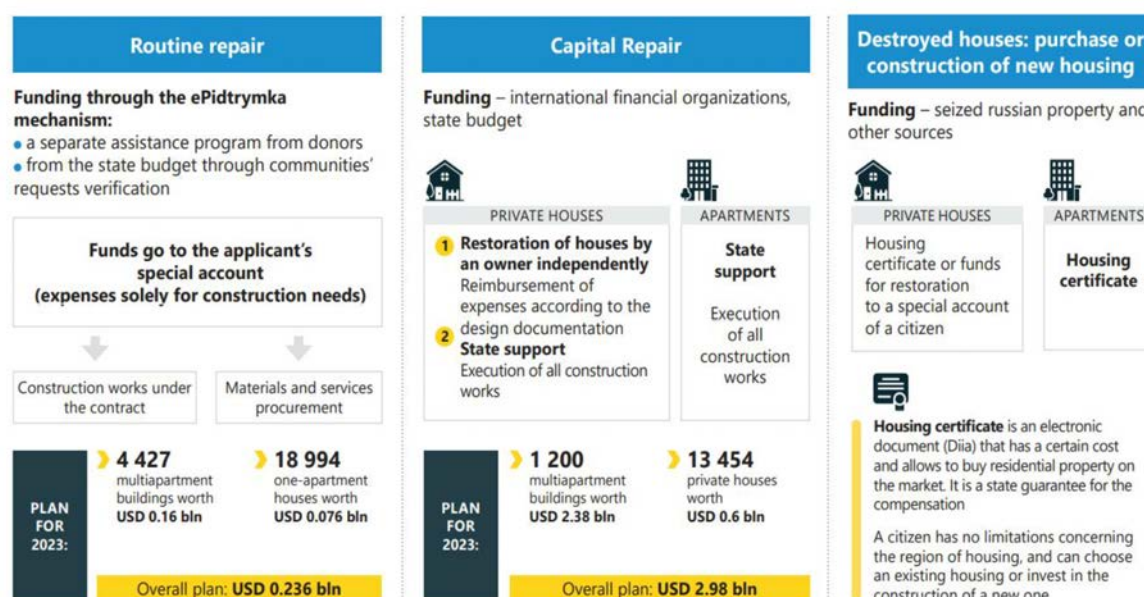 Routine repair
Funding through the ePidtrymka
mechanism:
• a separate assistance program from donors
• from the state budget through communities'
requests verification
Funds go to the applicant's
special account
(expenses solely for construction needs)
Construction works under
the contract
Materials and services
procurement
PLAN
FOR
2023:
4 427
multiapartment
buildings worth
USD 0.16 bln
18 994
one-apartment
houses worth
USD 0.076 bln
Overall plan: USD 0.236 bln
Capital Repair
Funding – international financial organizations,
state budget
PRIVATE HOUSES
1 Restoration of houses by
an owner independently
Reimbursement of
expenses according to the
design documentation
2 State support
Execution of all construction
works
APARTMENTS
State
support
Execution
of all
construction
works
PLAN
FOR
2023:
1 200
multiapartment
buildings worth
USD 2.38 bln
13 454
private houses
worth
USD 0.6 bln
Overall plan: USD 2.98 bln
Destroyed houses: purchase or
construction of new housing
Funding – seized russian property and
other sources
PRIVATE HOUSES
Housing
certificate or funds
for restoration
to a special account
of a citizen
APARTMENTS
Housing
certificate
Housing certificate is an electronic
document (Diia) that has a certain cost
and allows to buy residential property on
the market. It is a state guarantee for the
compensation
A citizen has no limitations concerning
the region of housing, and can choose
an existing housing or invest in the
construction of a new one